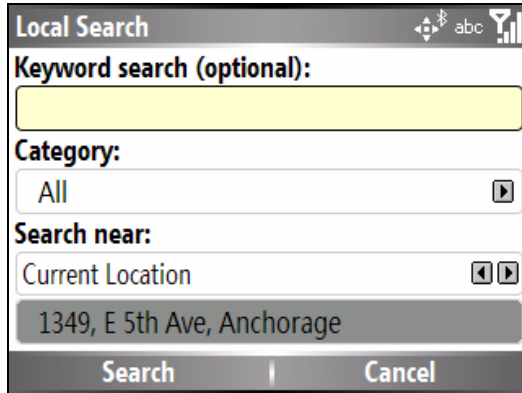 Local Search abc
Keyword search (optional):
Category:
All
Search near:
Current Location
1349, E 5th Ave, Anchorage
Search Cancel